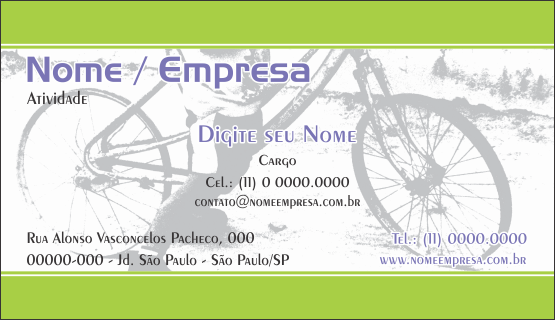 Nome / Empresa
Atividade
Digite seu Nome
Cargo
Cel.: (11) 0 0000.0000
contato@nomeempresa.com.br
Rua Alonso Vasconcelos Pacheco, 000
Tel.: (11) 0000.0000
00000-000 - Jd. São Paulo - São Paulo/SP
www.nomeempresa.com.br